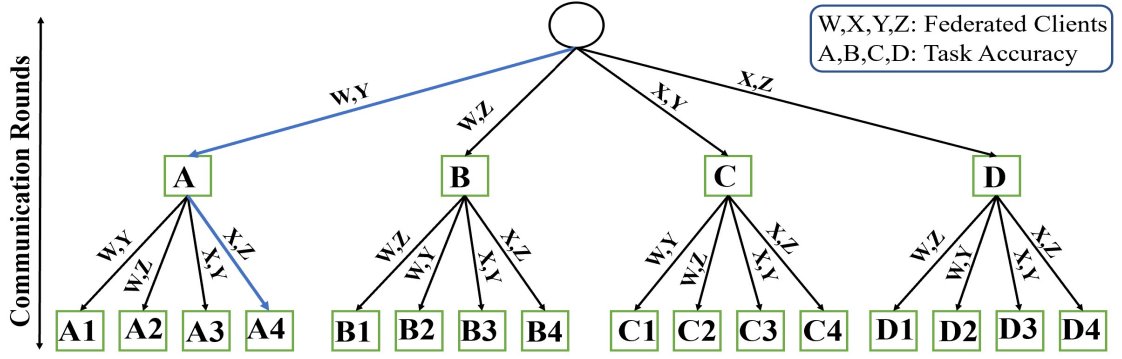 W,X,Y,Z: Federated Clients
A,B,C,D: Task Accuracy
Communication Rounds
W,Y
W,Z
X,Y
X,Z
A
B
C
D
W,Y
W,Z
X,Y
X,Z
W,Z
W,Y
X,Y
X,Z
W,Y
W,Z
X,Y
X,Z
W,Z
W,Y
X,Y
X,Z
A1
A2
A3
A4
B1
B2
B3
B4
C1
C2
C3
C4
D1
D2
D3
D4